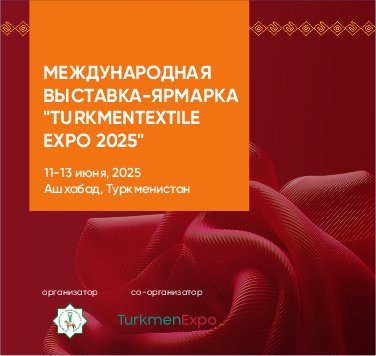 МЕЖДУНАРОДНАЯ
ВЫСТАВКА-ЯРМАРКА
"TURKMENTEXTILE
EXPO 2025"
11-13 июня, 2025
Ашхабад, Туркменистан
организатор
со-организатор
TurkmenExpo